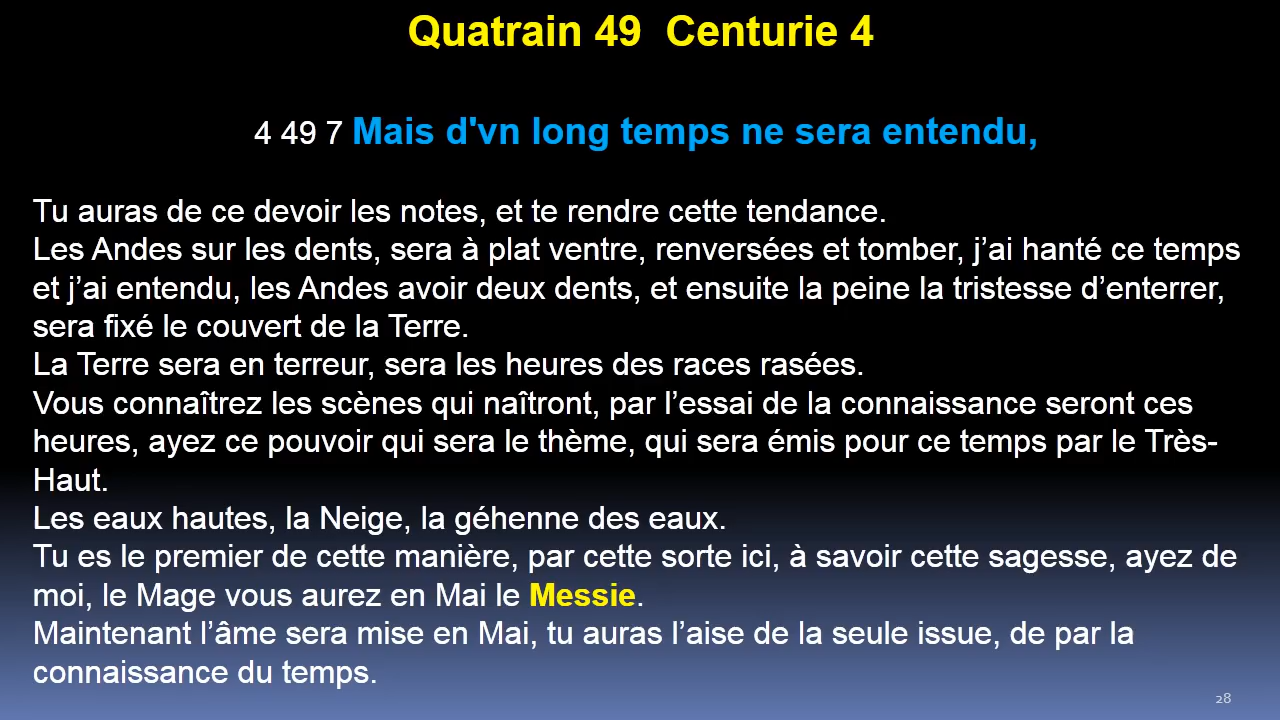 Quatrain 49  Centurie 4
4 49 7 Mais d'vn long temps ne sera entendu,
Tu auras de ce devoir les notes, et te rendre cette tendance.
Les Andes sur les dents, sera à plat ventre, renversées et tomber, j’ai hanté ce temps
et j’ai entendu, les Andes avoir deux dents, et ensuite la peine la tristesse d’enterrer,
sera fixé le couvert de la Terre.
La Terre sera en terreur, sera les heures des races rasées.
Vous connaîtrez les scènes qui naîtront, par l’essai de la connaissance seront ces
heures, ayez ce pouvoir qui sera le thème, qui sera émis pour ce temps par le Très-
Haut.
Les eaux hautes, la Neige, la géhenne des eaux.
Tu es le premier de cette manière, par cette sorte ici, à savoir cette sagesse, ayez de
moi, le Mage vous aurez en Mai le Messie.
Maintenant l’âme sera mise en Mai, tu auras l’aise de la seule issue, de par la
connaissance du temps.
28